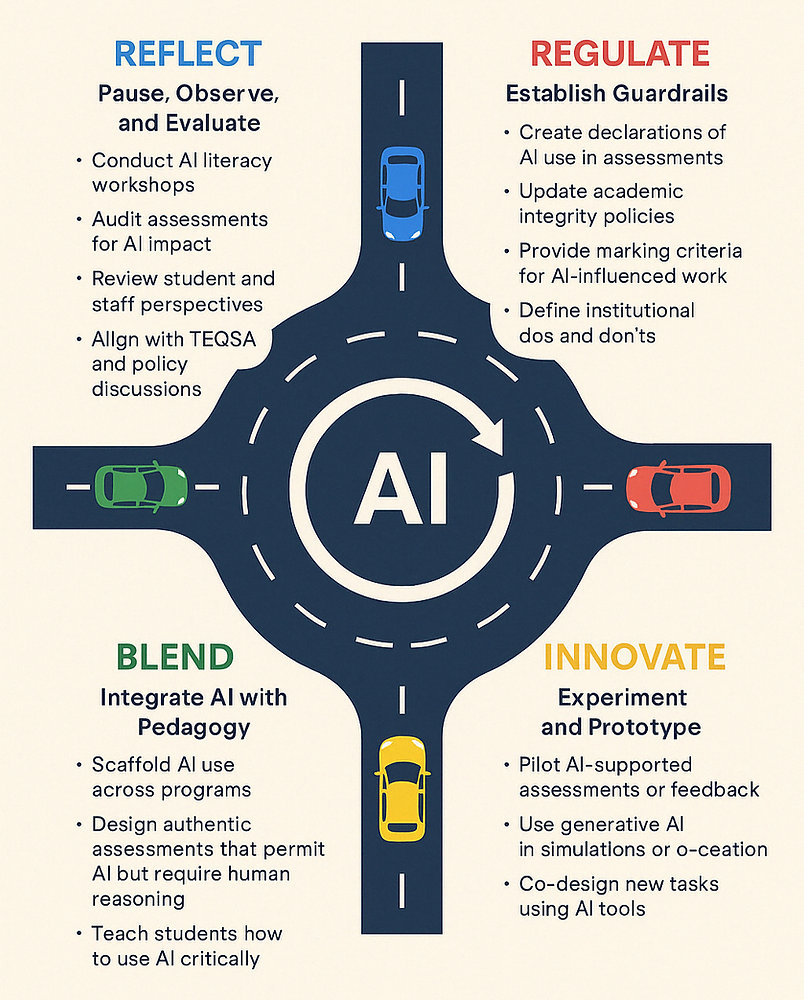 REFLECT
Pause, Observe,
and Evaluate
• Conduct AI literacy
workshops
• Audit assessments
for AI impact
• Review student and
staff perspectives
• Allgn with TEQSA
and policy
discussions
REGULATE
Establish Guardrails
• Create declarations of
AI use in assessments
• Update academic
integrity policies
• Provide marking criteria
for AI-influenced work
• Define institutional
dos and don'ts
AI
BLEND
Integrate AI with
Pedagogy
• Scaffold AI use
across programs
• Design authentic
assessments that permit
AI but require human
reasoning
• Teach students how
to use AI critically
INNOVATE
Experiment
and Prototype
• Pilot AI-supported
assessments or feedback
• Use generative AI
in simulations or o-ceation
• Co-design new tasks
using AI tools